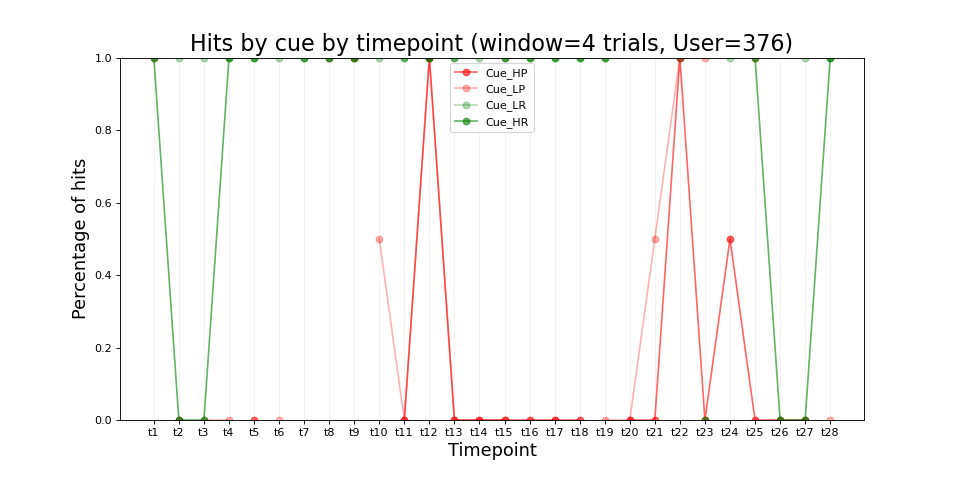 Hits by cue by timepoint (window=4 trials, User=376)
Percentage of hits
1.0
0.8
0.6
0.4
0.2
0.0
Cue_HP
Cue_LP
Cue_LR
Cue_HR
t1 t2 t3 t4 t5 t6 t7 t8 t9 t10 t11 t12 t13 t14 t15 t16 t17 t18 t19 t20 t21 t22 t23 t24 t25 t26 t27 t28
Timepoint